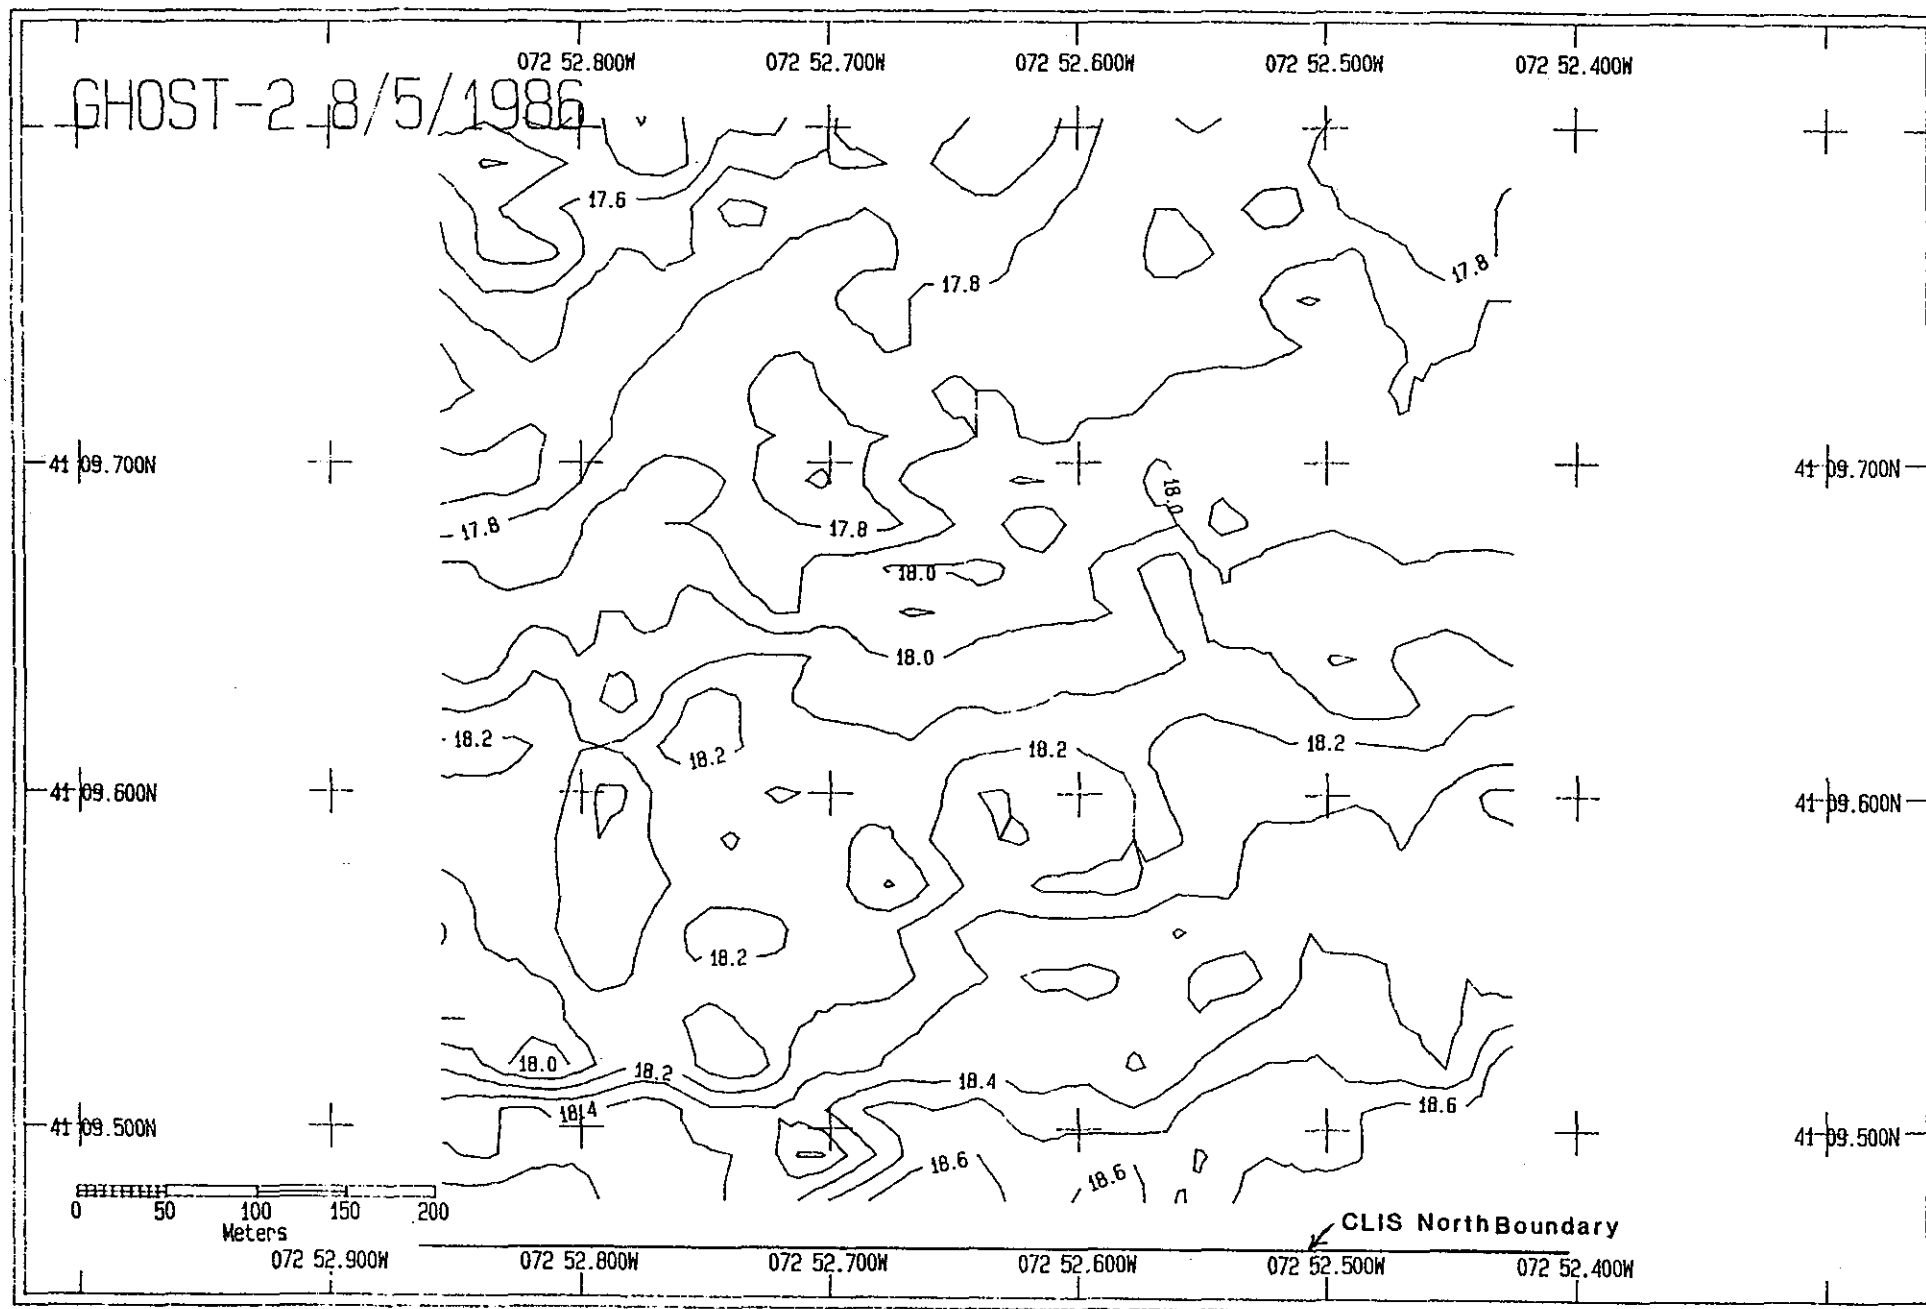 072 52.800W 072 52.700W 072 52.600W 072 52.500W 072 52.400W
GHOST-2 8/5/1986
17.6
17.8
17.8
41 09.700N 41 09.700N
18.0
17.8
17.8
18.0
18.0
18.2
18.2
18.2
18.2
41 09.600N 41 09.600N
18.2
18.0
18.2
18.4
18.4
18.6
41 09.500N 41 09.500N
18.6
18.6
0 50 100 150 200
Meters
CLIS North Boundary
072 52.900W 072 52.800W 072 52.700W 072 52.600W 072 52.500W 072 52.400W